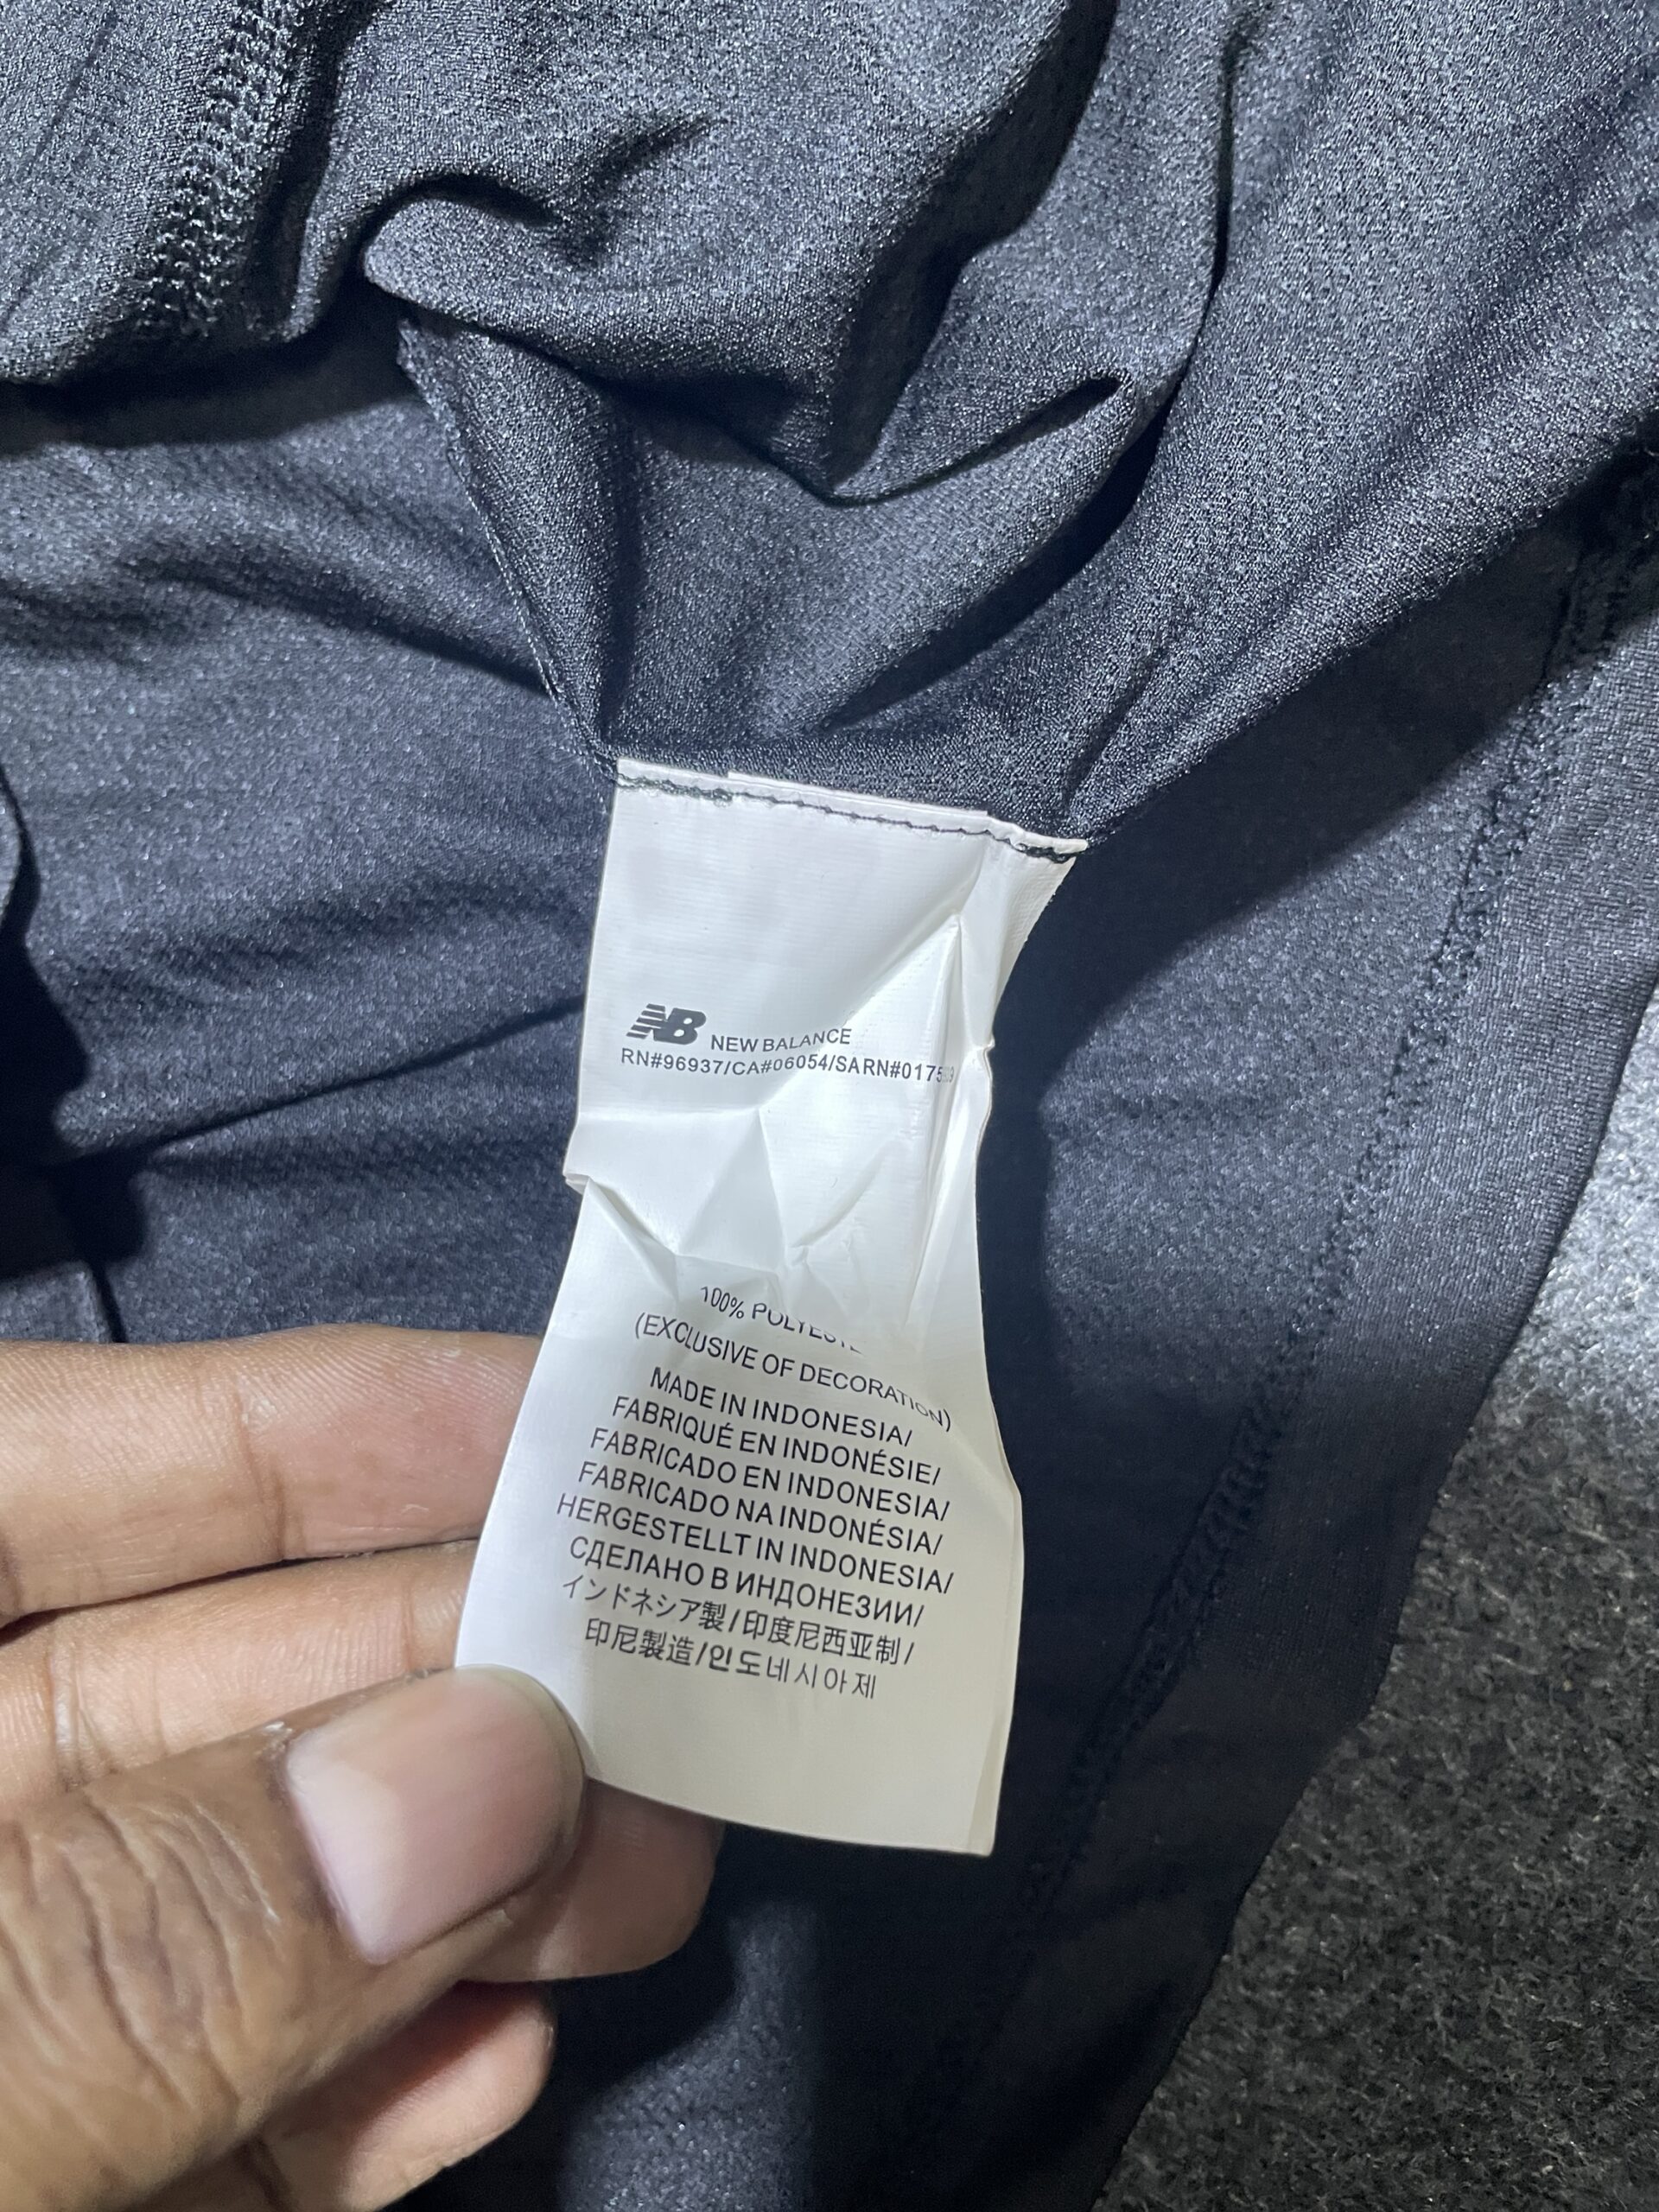 NB NEW BALANCE
RN#96937/CA#06054/SARN#0175
100% POLYESTE
(EXCLUSIVE OF DECORATION)
MADE IN INDONESIA/
FABRIQUÉ EN INDONÉSIE/
FABRICADO EN INDONESIA/
FABRICADO NA INDONÉSIA/
HERGESTELLT IN INDONESIA/
СДЕЛАНО В ИНДОНЕЗИИ/
インドネシア製/印度尼西亚制/
印尼製造/인도네시아제